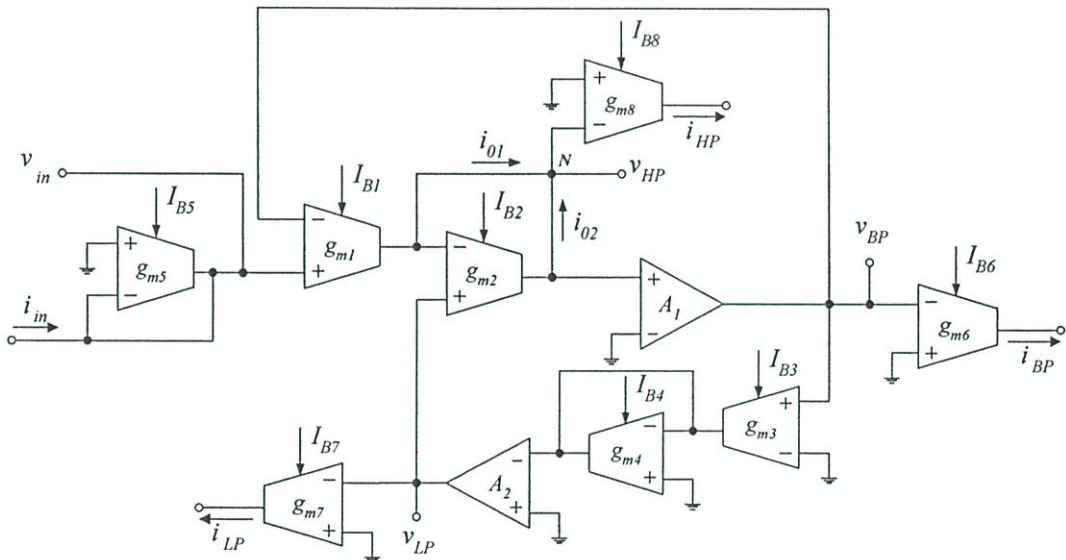 I_B8
+
g_m8
−
i_HP
i_01
N
v_HP
v_in
I_B5
+
g_m5
−
i_in
I_B1
−
g_m1
+
I_B2
−
g_m2
+
i_02
+
A_1
−
v_BP
I_B6
−
g_m6
+
i_BP
I_B3
+
g_m3
−
I_B4
−
g_m4
+
−
A_2
+
I_B7
−
g_m7
+
i_LP
v_LP